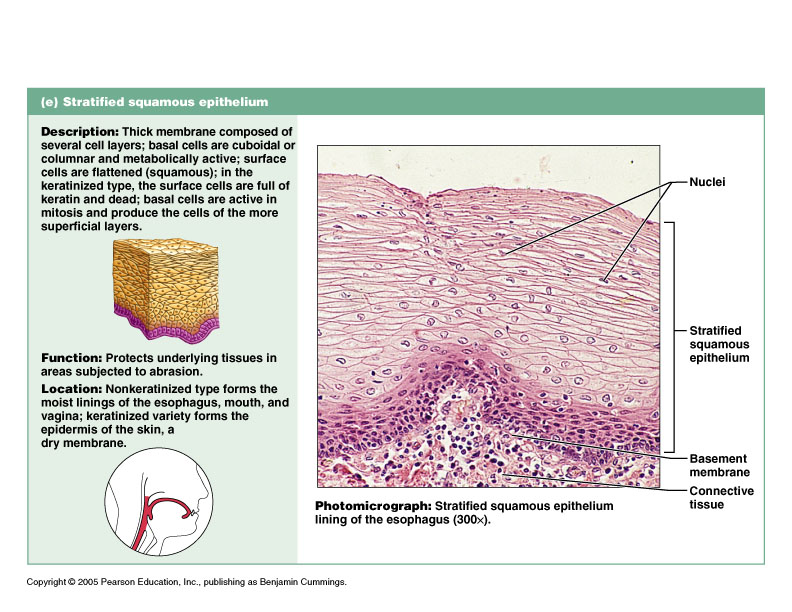 (e) Stratified squamous epithelium
Description: Thick membrane composed of
several cell layers; basal cells are cuboidal or
columnar and metabolically active; surface
cells are flattened (squamous); in the
keratinized type, the surface cells are full of
keratin and dead; basal cells are active in
mitosis and produce the cells of the more
superficial layers.
Function: Protects underlying tissues in
areas subjected to abrasion.
Location: Nonkeratinized type forms the
moist linings of the esophagus, mouth, and
vagina; keratinized variety forms the
epidermis of the skin, a
dry membrane.
Nuclei
Stratified
squamous
epithelium
Basement
membrane
Connective
tissue
Photomicrograph: Stratified squamous epithelium
lining of the esophagus (300×).
Copyright © 2005 Pearson Education, Inc., publishing as Benjamin Cummings.